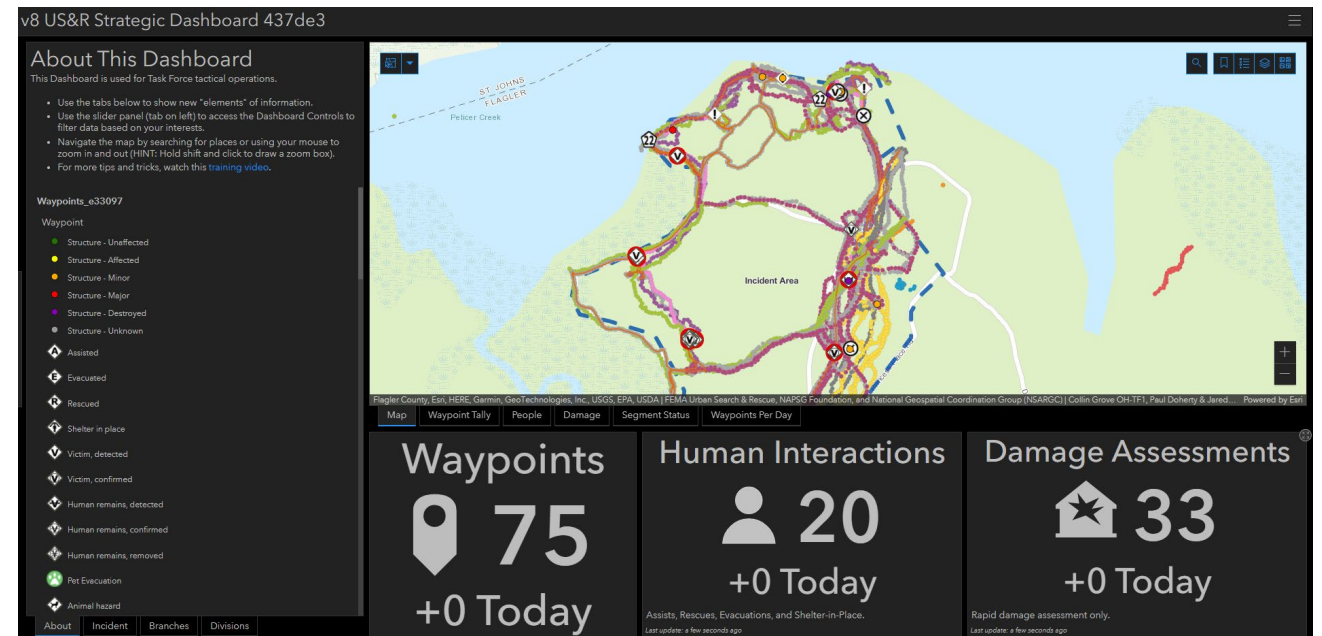 v8 US&R Strategic Dashboard 437de3
About This Dashboard
This Dashboard is used for Task Force tactical operations.
• Use the tabs below to show new "elements" of information.
• Use the slider panel (tab on left) to access the Dashboard Controls to
filter data based on your interests.
• Navigate the map by searching for places or using your mouse to
zoom in and out (HINT: Hold shift and click to draw a zoom box).
• For more tips and tricks, watch this training video.
Waypoints_e33097
Waypoint
Structure - Unaffected
Structure - Affected
Structure - Minor
Structure - Major
Structure - Destroyed
Structure - Unknown
A Assisted
E Evacuated
R Rescued
Shelter in place
V Victim, detected
V Victim, confirmed
Human remains, detected
Human remains, confirmed
Human remains, removed
Pet Evacuation
Animal hazard
About
Incident
Branches
Divisions
ST. JOHNS
FLAGLER
Pelicer Creek
22
22
V
V
V
V
V
V
Incident Area
Flagler County, Esri, HERE, Garmin, GeoTechnologies, Inc., USGS, EPA, USDA | FEMA Urban Search & Rescue, NAPSG Foundation, and National Geospatial Coordination Group (NSARGC) | Collin Grove OH-TF1, Paul Doherty & Jared... Powered by Esri
Map
Waypoint Tally
People
Damage
Segment Status
Waypoints Per Day
Waypoints
75
+0 Today
Human Interactions
20
+0 Today
Assists, Rescues, Evacuations, and Shelter-in-Place.
Last update: a few seconds ago
Damage Assessments
33
+0 Today
Rapid damage assessment only.
Last update: a few seconds ago